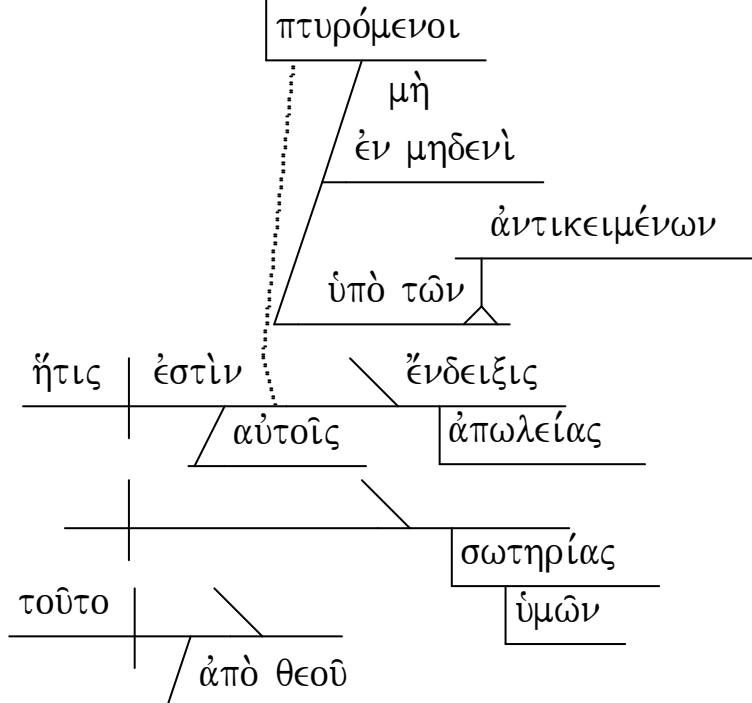 πτυρόμενοι
μὴ
ἐν μηδενὶ
ἀντικειμένων
ὑπὸ τῶν
ἥτις ἐστὶν ἔνδειξις
αὐτοῖς ἀπωλείας
σωτηρίας
τοῦτο ὑμῶν
ἀπὸ θεοῦ